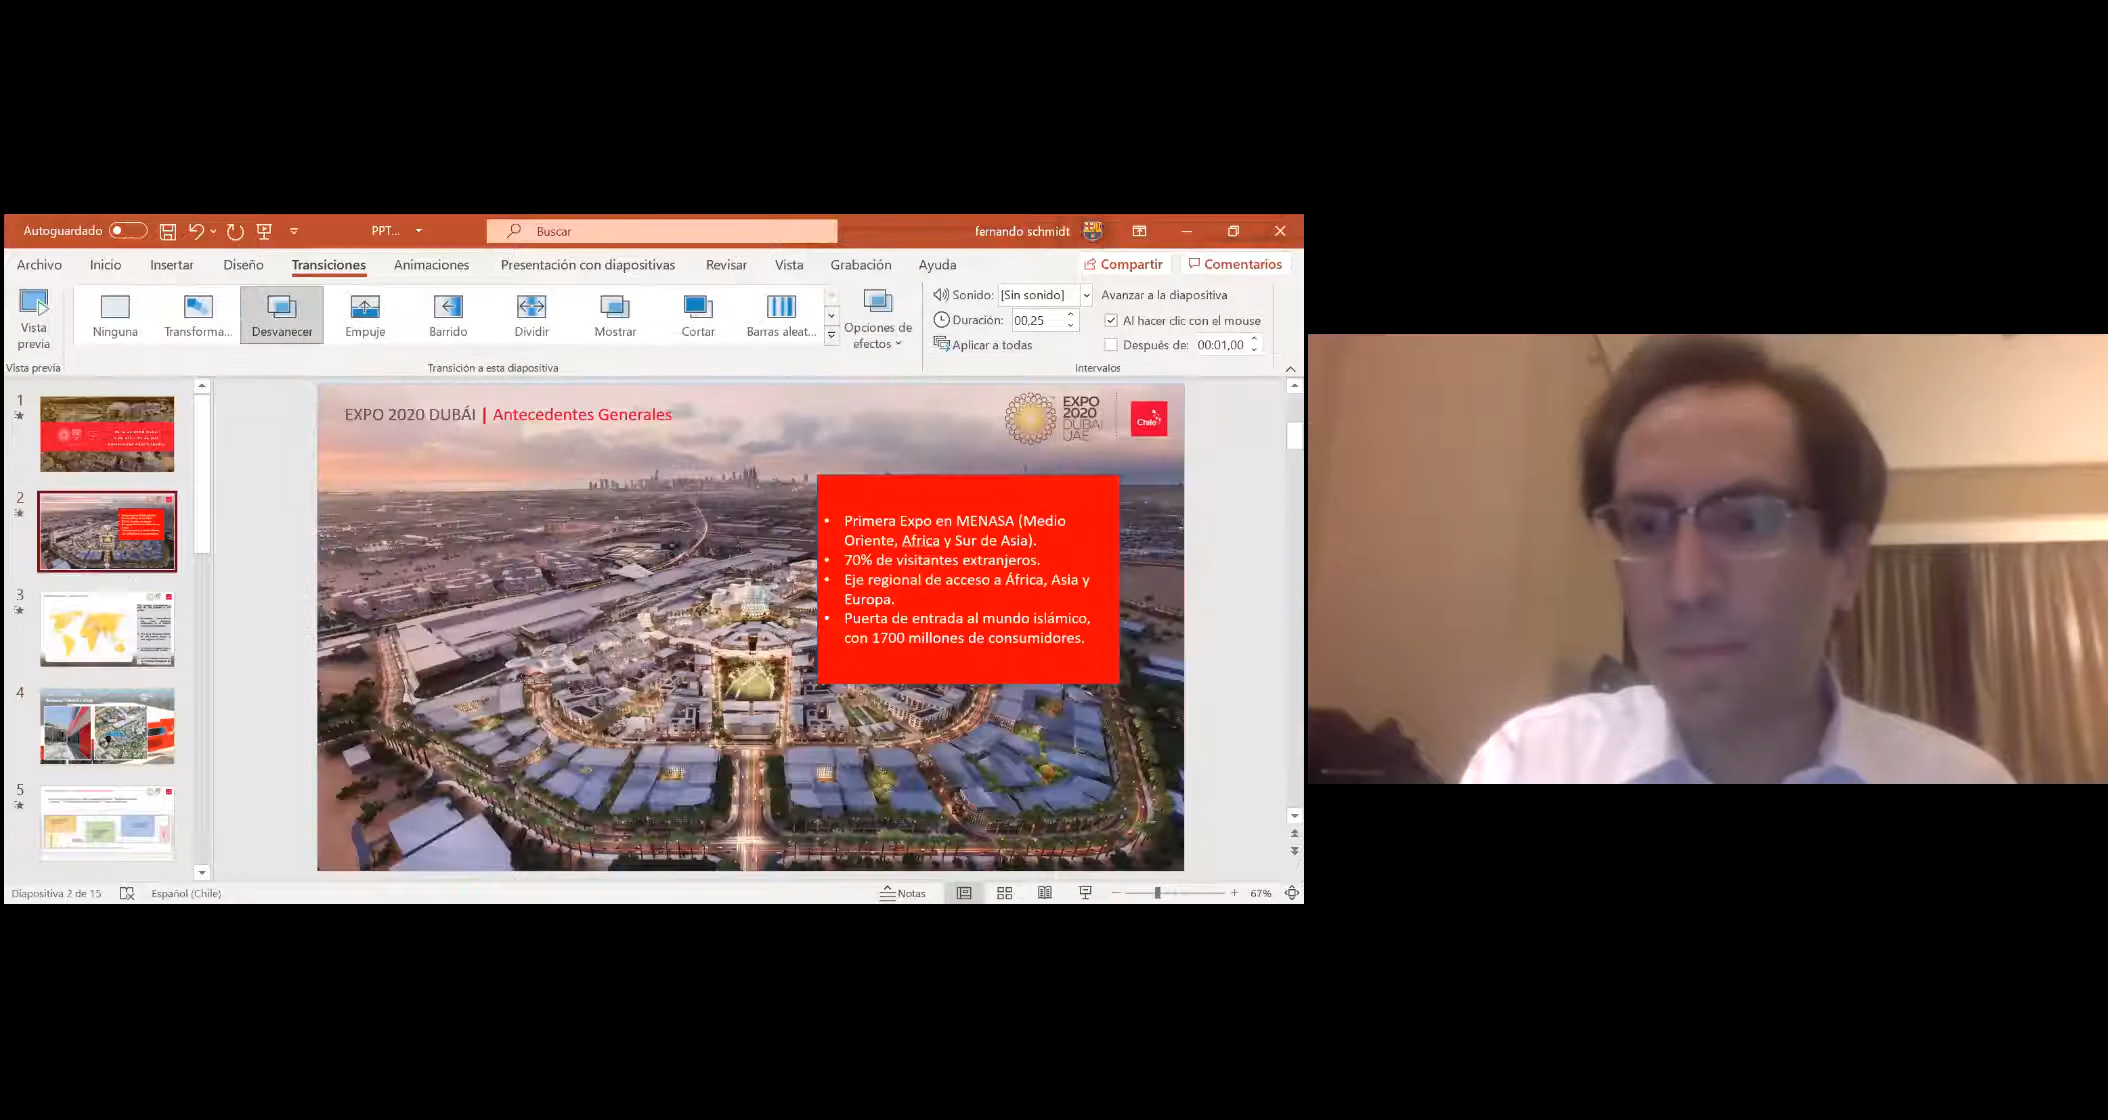 Autoguardado
PPT...
Buscar
fernando schmidt
Archivo
Inicio
Insertar
Diseño
Transiciones
Animaciones
Presentación con diapositivas
Revisar
Vista
Grabación
Ayuda
Compartir
Comentarios
Vista
previa
Ninguna
Transforma...
Desvanecer
Empuje
Barrido
Dividir
Mostrar
Cortar
Barras aleat...
Opciones de
efectos
Sonido: [Sin sonido]
Duración: 00,25
Aplicar a todas
Avanzar a la diapositiva
Al hacer clic con el mouse
Después de: 00:01,00
Vista previa
Transición a esta diapositiva
Intervalos
1
2
3
4
5
EXPO 2020 DUBÁI | Antecedentes Generales
EXPO
2020
DUBAI
UAE
Chile
• Primera Expo en MENASA (Medio
Oriente, Africa y Sur de Asia).
• 70% de visitantes extranjeros.
• Eje regional de acceso a África, Asia y
Europa.
• Puerta de entrada al mundo islámico,
con 1700 millones de consumidores.
Diapositiva 2 de 15
Español (Chile)
Notas
67%